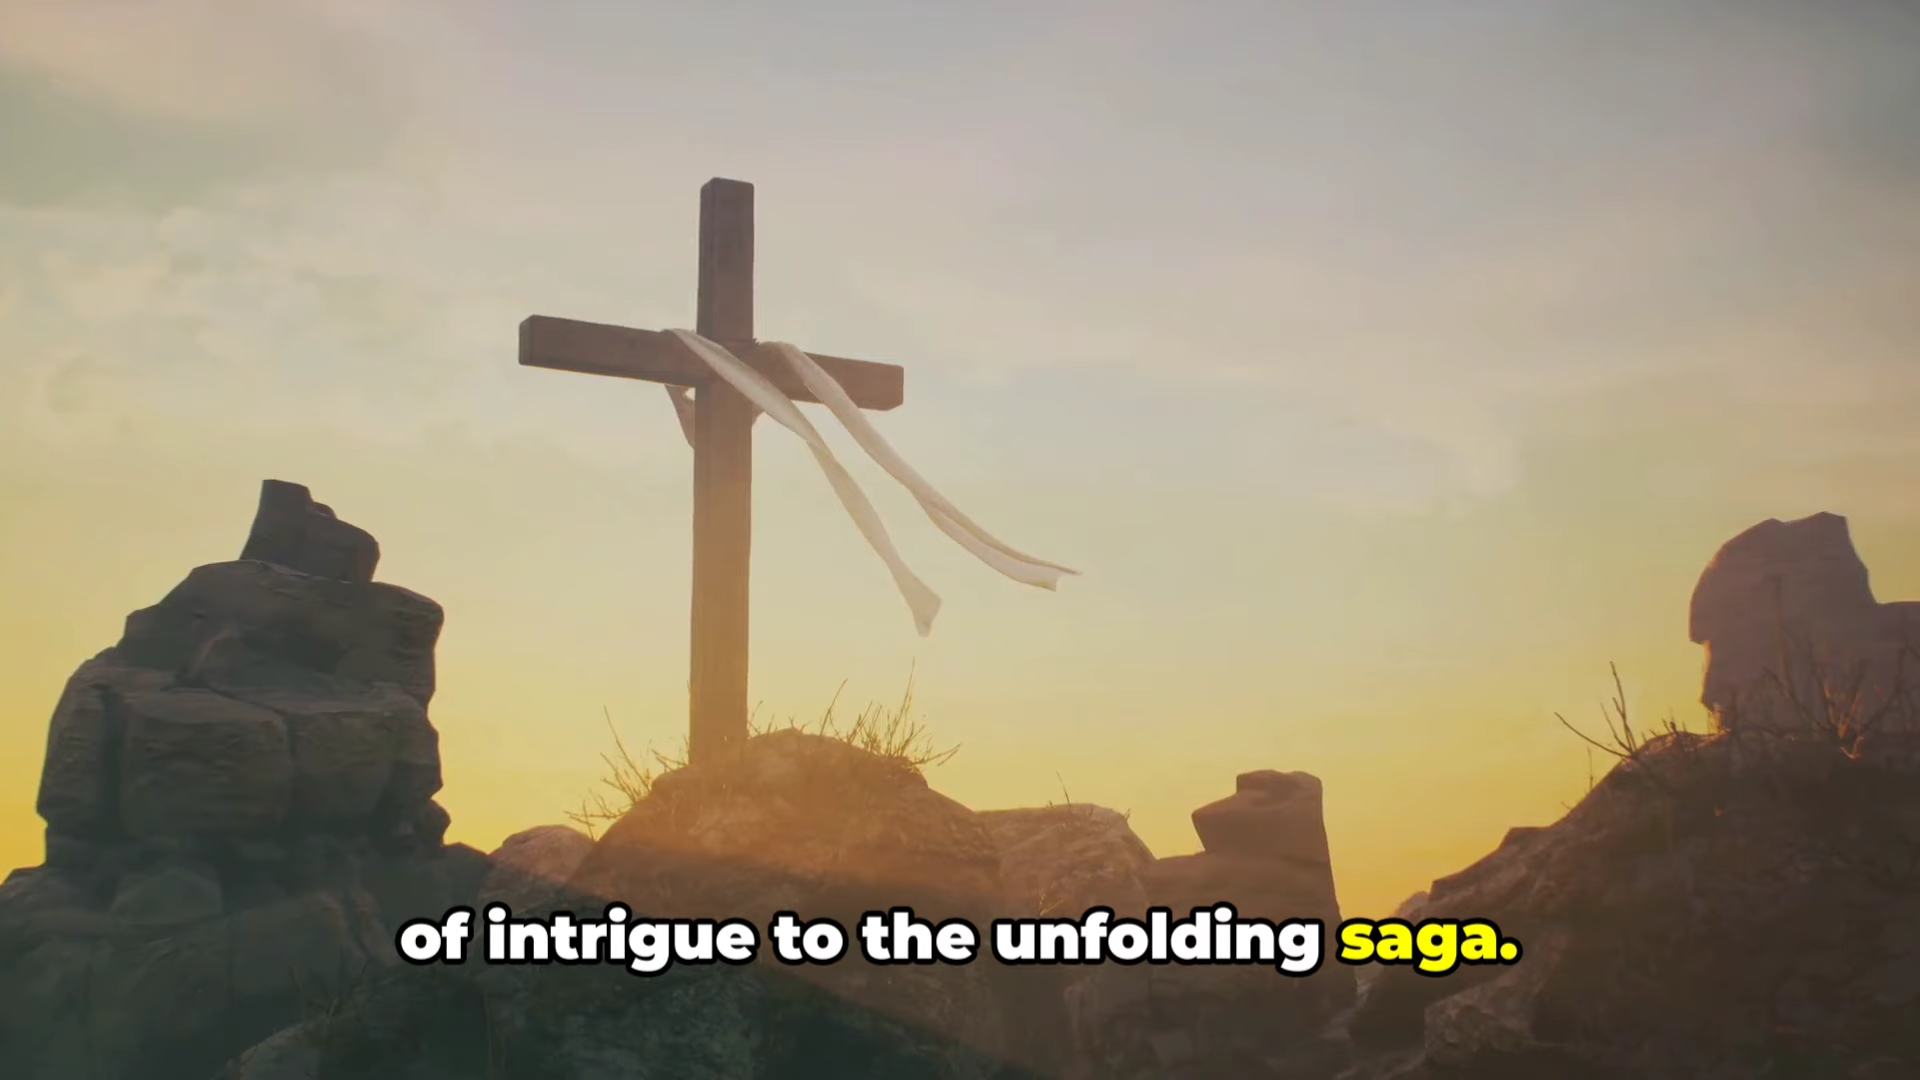 of intrigue to the unfolding saga.